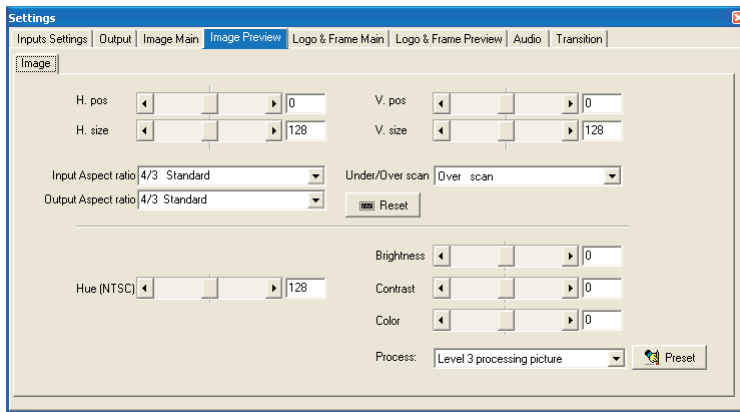 Settings
Inputs Settings Output Image Main Image Preview Logo & Frame Main Logo & Frame Preview Audio Transition
Image
H. pos 0 V. pos 0
H. size 128 V. size 128
Input Aspect ratio 4/3 Standard Under/Over scan Over scan
Output Aspect ratio 4/3 Standard Reset
Brightness 0
Hue (NTSC) 128 Contrast 0
Color 0
Process: Level 3 processing picture Preset